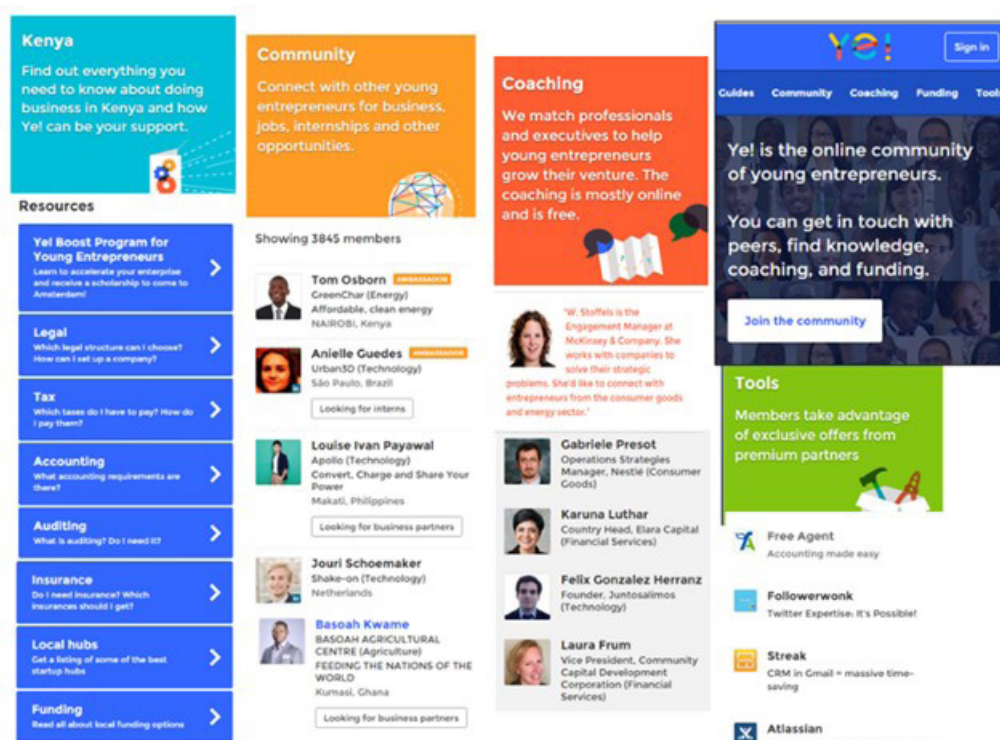 Kenya
Find out everything you
need to know about doing
business in Kenya and how
Ye! can be your support.
Resources
Ye! Boost Program for
Young Entrepreneurs
Learn to accelerate your enterprise
and receive a scholarship to come to
Amsterdam!
Legal
Which legal structure can I choose?
How can I set up a company?
Tax
Which taxes do I have to pay? How do
I pay them?
Accounting
What accounting requirements are
there?
Auditing
What is auditing? Do I need it?
Insurance
Do I need insurance? Which
insurances should I get?
Local hubs
Get a listing of some of the best
startup hubs
Funding
Read all about local funding options
Community
Connect with other young
entrepreneurs for business,
jobs, internships and other
opportunities.
Showing 3845 members
Tom Osborn AMBASSADOR
GreenChar (Energy)
Affordable, clean energy
NAIROBI, Kenya
Anielle Guedes AMBASSADOR
Urban3D (Technology)
São Paulo, Brazil
Looking for interns
Louise Ivan Payawal
Apollo (Technology)
Convert, Charge and Share Your
Power
Makati, Philippines
Looking for business partners
Jouri Schoemaker
Shake-on (Technology)
Netherlands
Basoah Kwame
BASOAH AGRICULTURAL
CENTRE (Agriculture)
FEEDING THE NATIONS OF THE
WORLD
Kumasi, Ghana
Looking for business partners
Coaching
We match professionals
and executives to help
young entrepreneurs
grow their venture. The
coaching is mostly online
and is free.
"W. Stoffels is the
Engagement Manager at
McKinsey & Company. She
works with companies to
solve their strategic
problems. She'd like to connect with
entrepreneurs from the consumer goods
and energy sector."
Gabriele Presot
Operations Strategies
Manager, Nestlé (Consumer
Goods)
Karuna Luthar
Country Head, Elara Capital
(Financial Services)
Felix Gonzalez Herranz
Founder, Juntosalimos
(Technology)
Laura Frum
Vice President, Community
Capital Development
Corporation (Financial
Services)
YE!
Sign in
Guides Community Coaching Funding Tools
Ye! is the online community
of young entrepreneurs.
You can get in touch with
peers, find knowledge,
coaching, and funding.
Join the community
Tools
Members take advantage
of exclusive offers from
premium partners
Free Agent
Accounting made easy
Followerwonk
Twitter Expertise: It's Possible!
Streak
CRM in Gmail = massive time-
saving
Atlassian